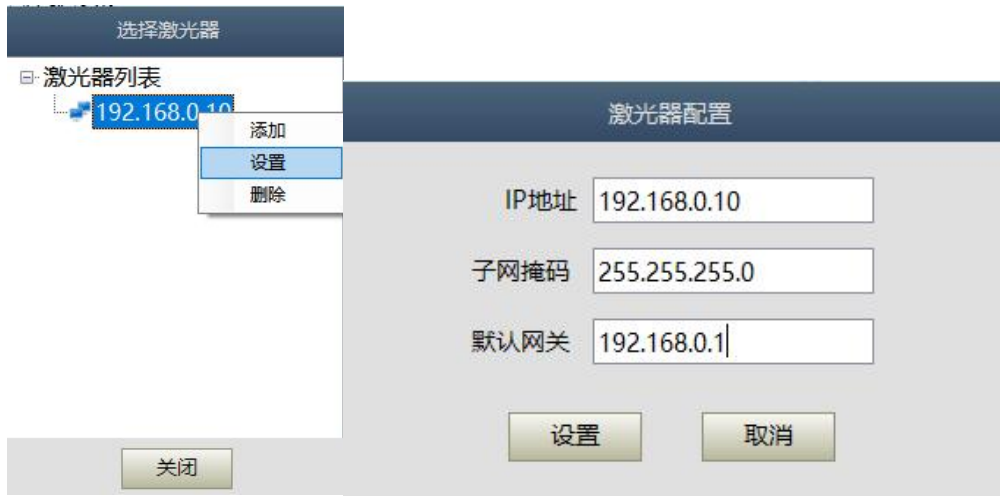 选择激光器
激光器列表
192.168.0.10
添加
设置
删除
关闭
激光器配置
IP地址 192.168.0.10
子网掩码 255.255.255.0
默认网关 192.168.0.1
设置 取消